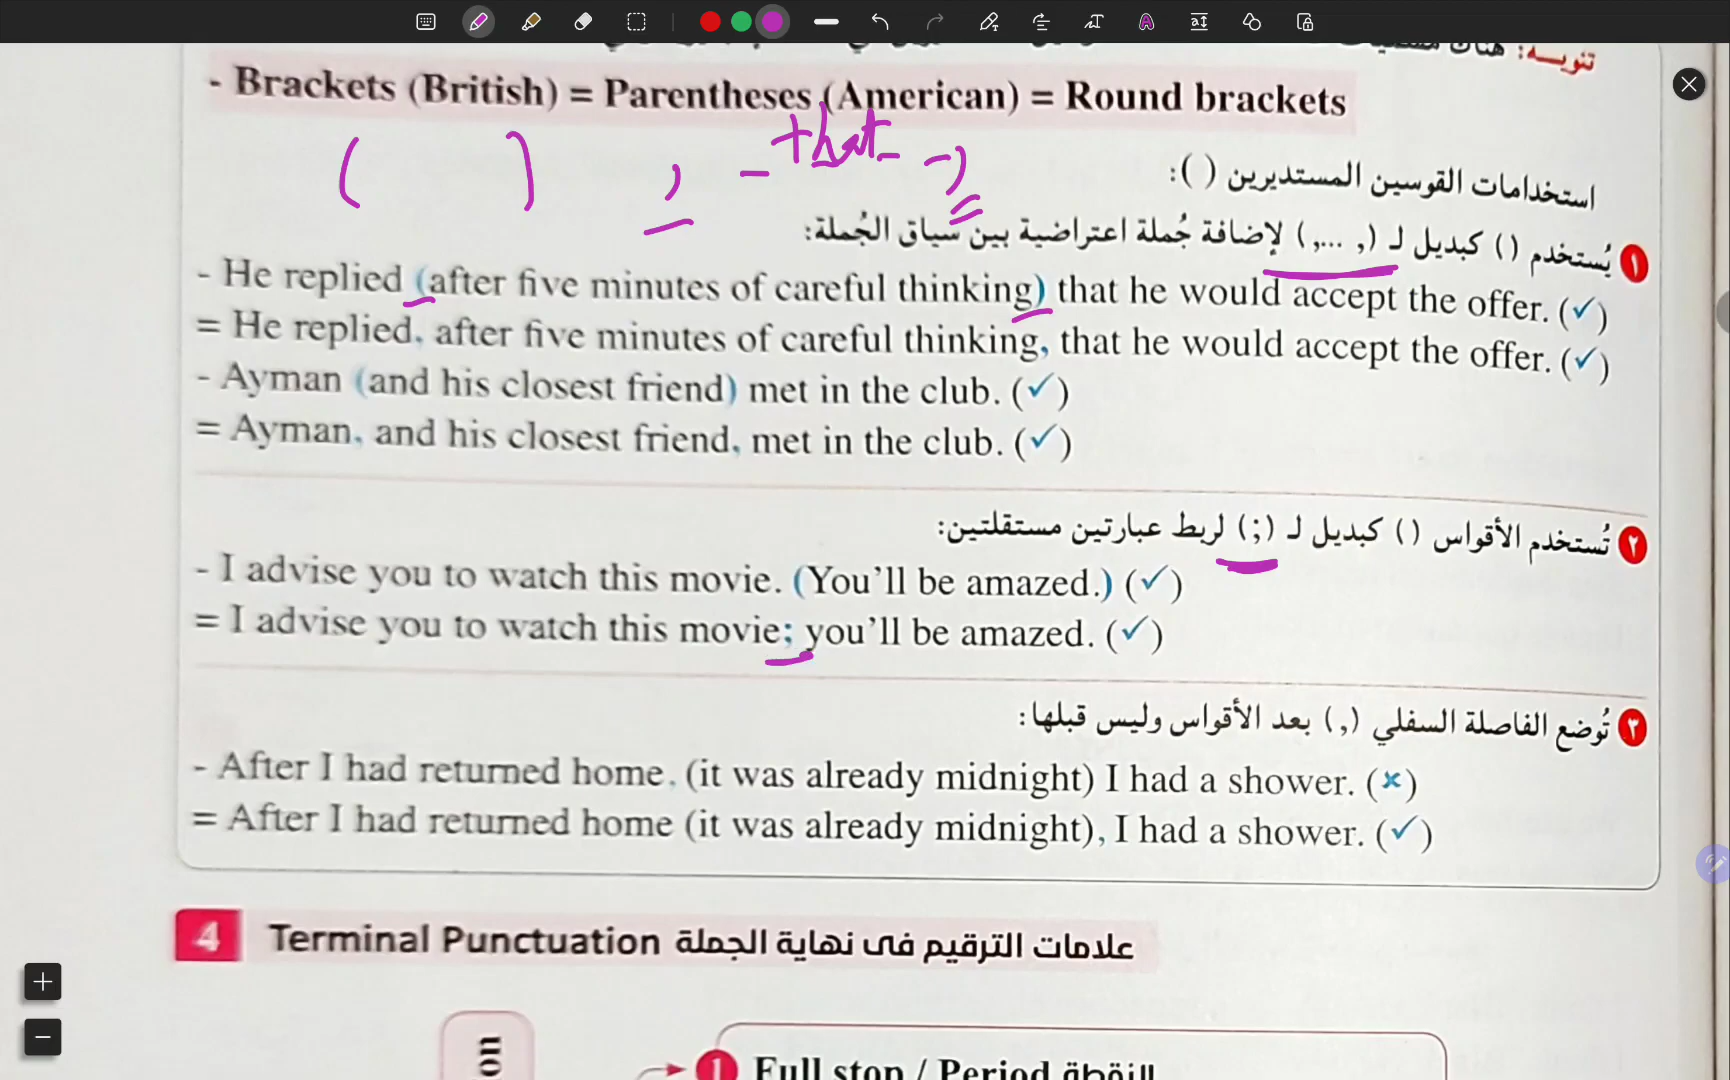 تنويه: هناك
- Brackets (British) = Parentheses (American) = Round brackets
( ) , - that - ,
استخدامات القوسين المستديرين ( ):
١ يُستخدم () كبديل لـ (, ...,) لإضافة جُملة اعتراضية بين سياق الجُملة:
- He replied (after five minutes of careful thinking) that he would accept the offer. (✓)
= He replied, after five minutes of careful thinking, that he would accept the offer. (✓)
- Ayman (and his closest friend) met in the club. (✓)
= Ayman, and his closest friend, met in the club. (✓)
٢ تُستخدم الأقواس () كبديل لـ (;) لربط عبارتين مستقلتين:
- I advise you to watch this movie. (You'll be amazed.) (✓)
= I advise you to watch this movie; you'll be amazed. (✓)
٣ تُوضع الفاصلة السفلي (,) بعد الأقواس وليس قبلها:
- After I had returned home, (it was already midnight) I had a shower. (×)
= After I had returned home (it was already midnight), I had a shower. (✓)
4 Terminal Punctuation علامات الترقيم فى نهاية الجملة
on
1 Full stop / Period النقطة